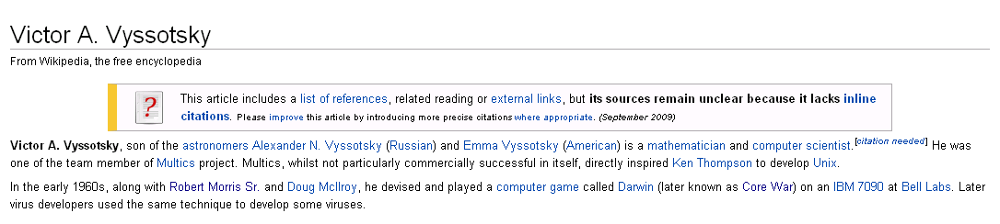 Victor A. Vyssotsky
From Wikipedia, the free encyclopedia
This article includes a list of references, related reading or external links, but its sources remain unclear because it lacks inline
citations. Please improve this article by introducing more precise citations where appropriate. (September 2009)
Victor A. Vyssotsky, son of the astronomers Alexander N. Vyssotsky (Russian) and Emma Vyssotsky (American) is a mathematician and computer scientist.[citation needed] He was
one of the team member of Multics project. Multics, whilst not particularly commercially successful in itself, directly inspired Ken Thompson to develop Unix.
In the early 1960s, along with Robert Morris Sr. and Doug McIlroy, he devised and played a computer game called Darwin (later known as Core War) on an IBM 7090 at Bell Labs. Later
virus developers used the same technique to develop some viruses.